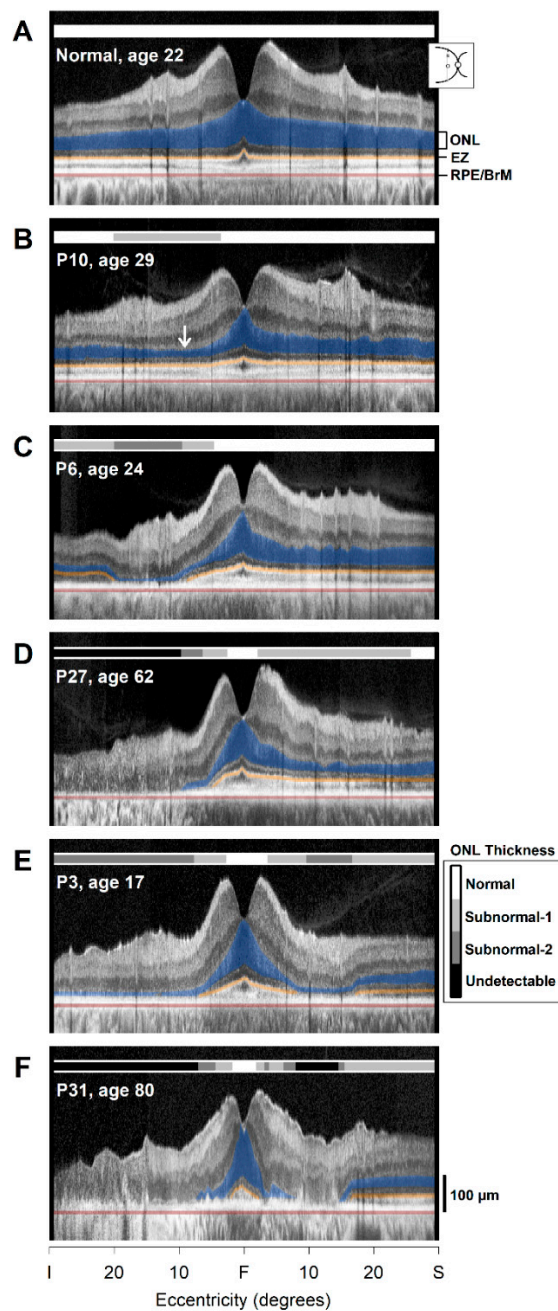 A
Normal, age 22
ONL
EZ
RPE/BrM
B
P10, age 29
C
P6, age 24
D
P27, age 62
E
P3, age 17
ONL Thickness
Normal
Subnormal-1
Subnormal-2
Undetectable
F
P31, age 80
100 µm
I 20 10 F 10 20 S
Eccentricity (degrees)